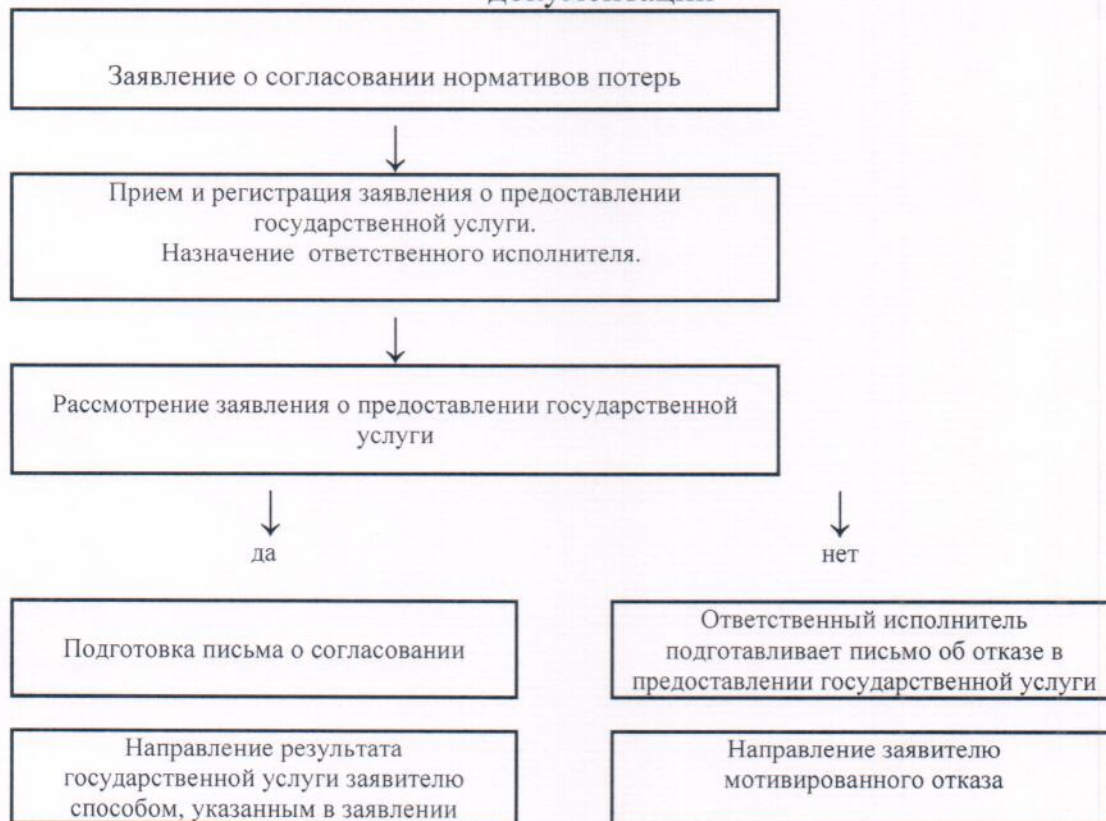 Заявление о согласовании нормативов потерь
Прием и регистрация заявления о предоставлении
государственной услуги.
Назначение ответственного исполнителя.
Рассмотрение заявления о предоставлении государственной
услуги
да
нет
Подготовка письма о согласовании
Ответственный исполнитель
подготавливает письмо об отказе в
предоставлении государственной услуги
Направление результата
государственной услуги заявителю
способом, указанным в заявлении
Направление заявителю
мотивированного отказа